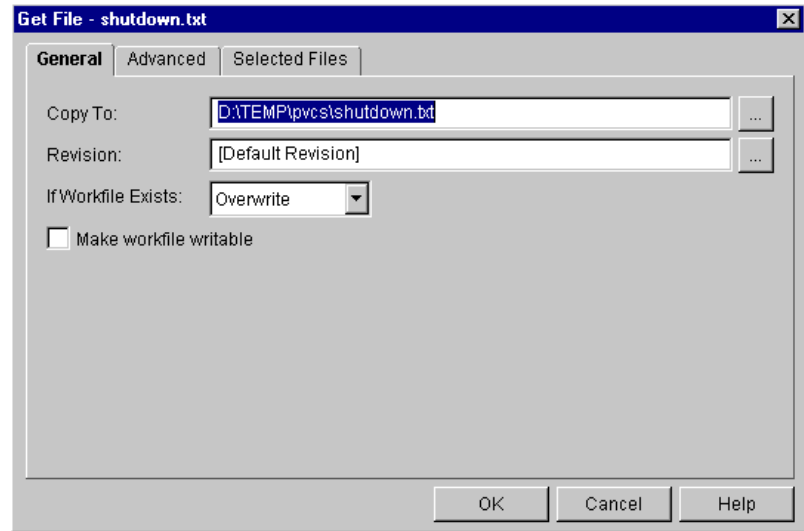 Get File - shutdown.txt
General Advanced Selected Files
Copy To: D:\TEMP\pvcs\shutdown.txt ...
Revision: [Default Revision] ...
If Workfile Exists: Overwrite
Make workfile writable
OK Cancel Help